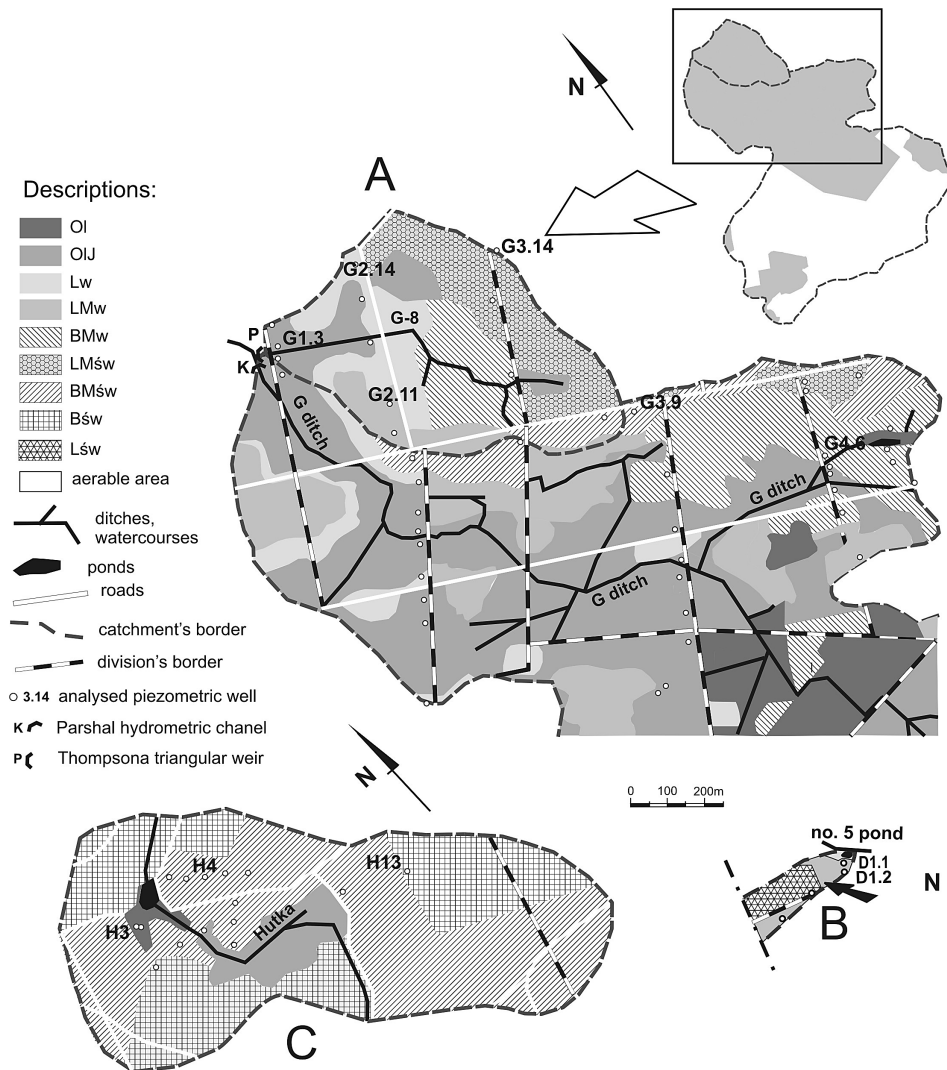 N
A
Descriptions:
Ol
OlJ
Lw
LMw
BMw
LMśw
BMśw
Bśw
Lśw
aerable area
ditches,
watercourses
ponds
roads
catchment's border
division's border
3.14 analysed piezometric well
K Parshal hydrometric chanel
P Thompsona triangular weir
G3.14
G2.14
G-8
P
G1.3
K
G2.11
G3.9
G ditch
G4.6
G ditch
G ditch
N
0 100 200m
no. 5 pond
D1.1
D1.2
N
B
H4
H13
H3
Hutka
C